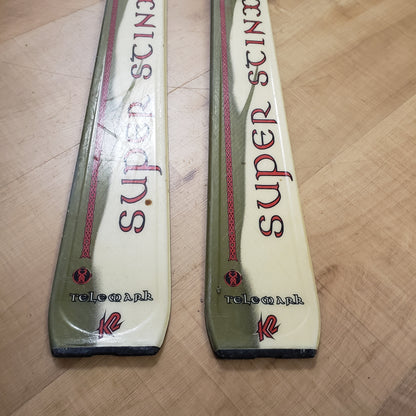 SUPER STINX
TELEMARK
K2
SUPER STINX
TELEMARK
K2